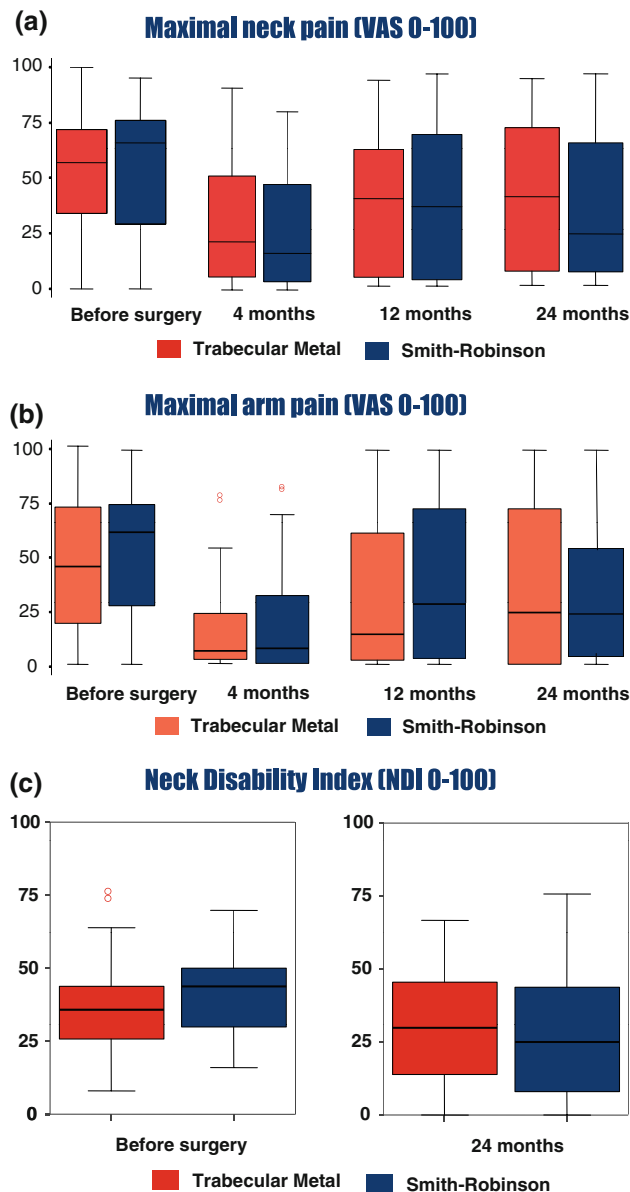 (a)
Maximal neck pain (VAS 0-100)
100
75
50
25
0
Before surgery 4 months 12 months 24 months
Trabecular Metal Smith-Robinson
(b)
Maximal arm pain (VAS 0-100)
100
75
50
25
0
Before surgery 4 months 12 months 24 months
Trabecular Metal Smith-Robinson
(c)
Neck Disability Index (NDI 0-100)
100 100
75 75
50 50
25 25
0 0
Before surgery 24 months
Trabecular Metal Smith-Robinson